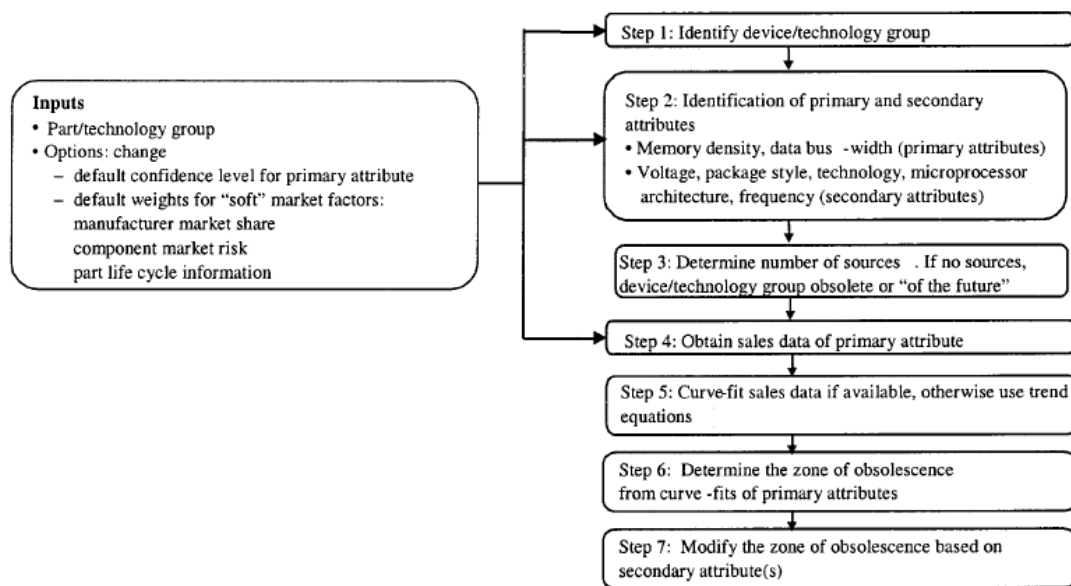 Inputs
• Part/technology group
• Options: change
– default confidence level for primary attribute
– default weights for “soft” market factors:
manufacturer market share
component market risk
part life cycle information
Step 1: Identify device/technology group
Step 2: Identification of primary and secondary
attributes
• Memory density, data bus -width (primary attributes)
• Voltage, package style, technology, microprocessor
architecture, frequency (secondary attributes)
Step 3: Determine number of sources . If no sources,
device/technology group obsolete or “of the future”
Step 4: Obtain sales data of primary attribute
Step 5: Curve-fit sales data if available, otherwise use trend
equations
Step 6: Determine the zone of obsolescence
from curve -fits of primary attributes
Step 7: Modify the zone of obsolescence based on
secondary attribute(s)